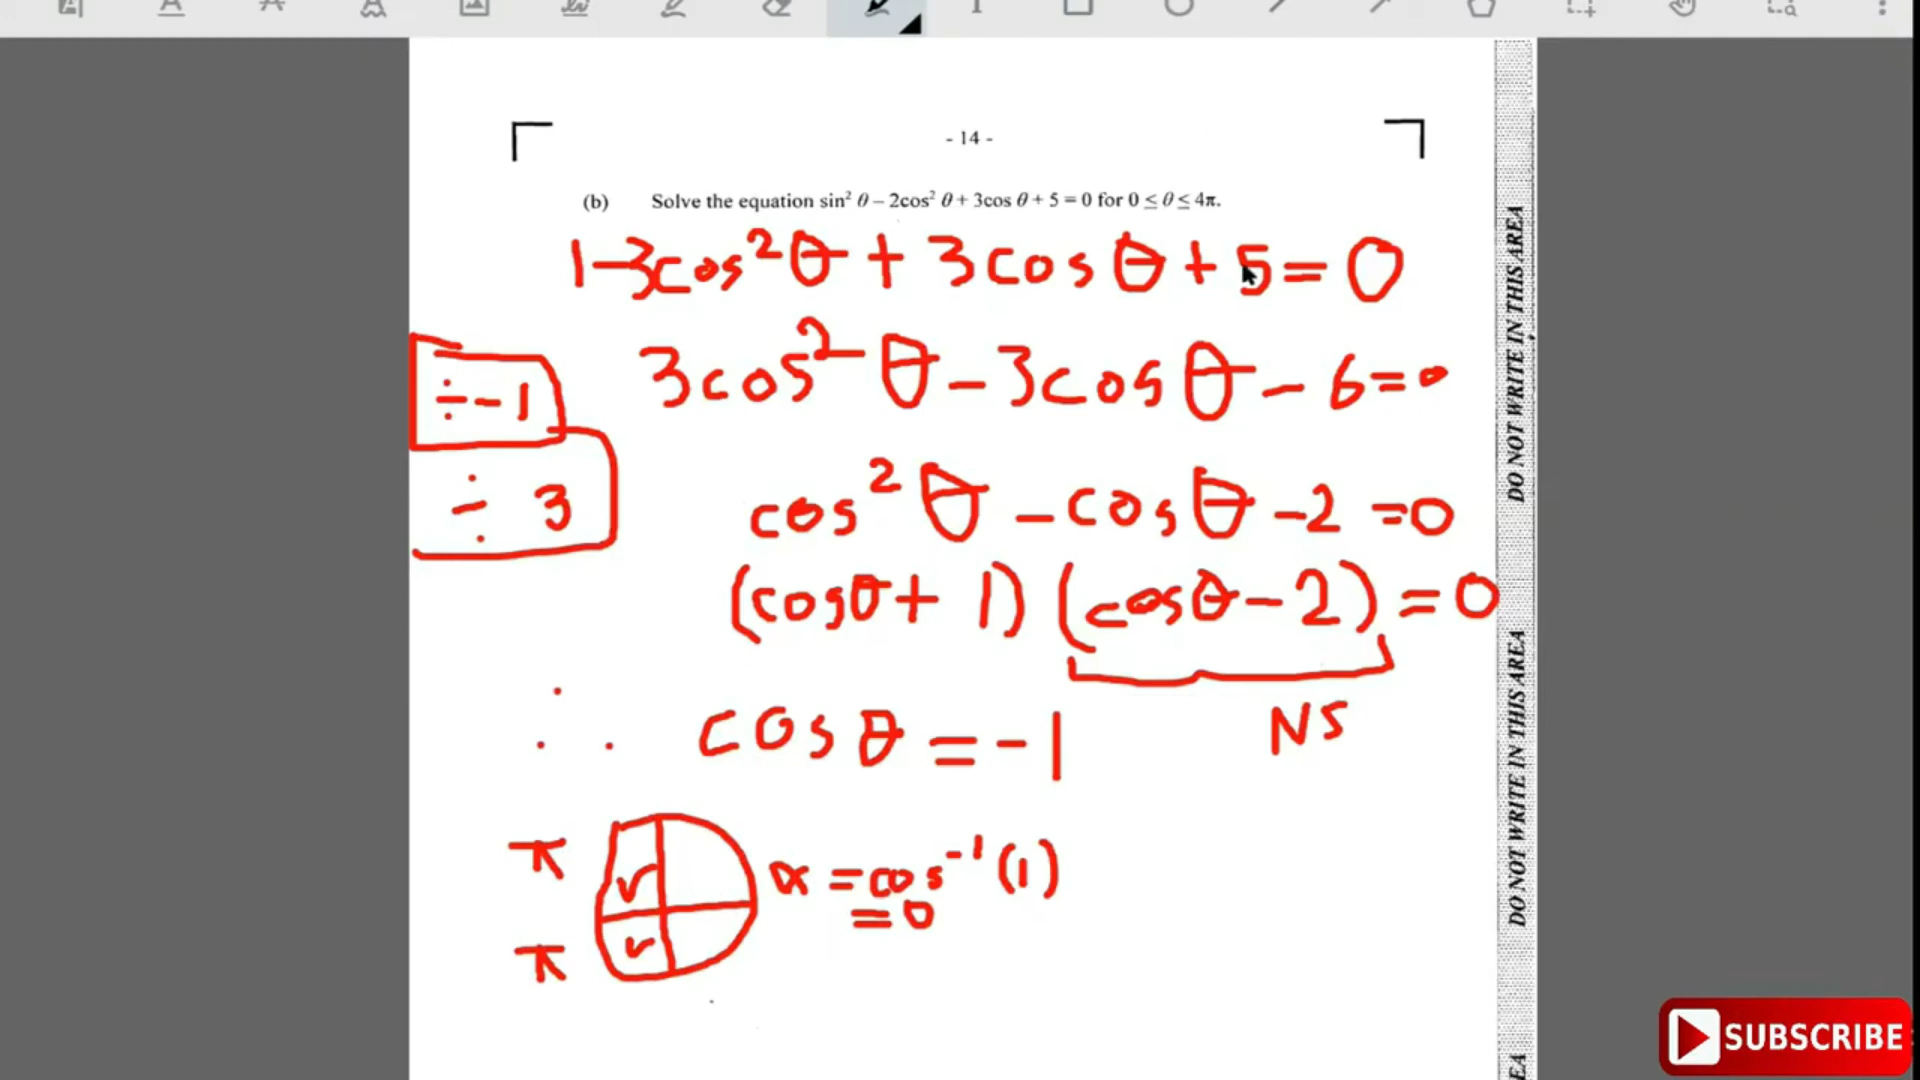 - 14 -
(b) Solve the equation sin² θ – 2cos² θ + 3cos θ + 5 = 0 for 0 ≤ θ ≤ 4π.
1-3cos²θ + 3cosθ + 5 = 0
÷-1
3cos²θ - 3cosθ - 6 = 0
÷ 3
cos²θ - cosθ - 2 = 0
(cosθ + 1) (cosθ - 2) = 0
NS
∴ cosθ = -1
π
α = cos⁻¹(1)
= 0
π
DO NOT WRITE IN THIS AREA
DO NOT WRITE IN THIS AREA
EA
SUBSCRIBE